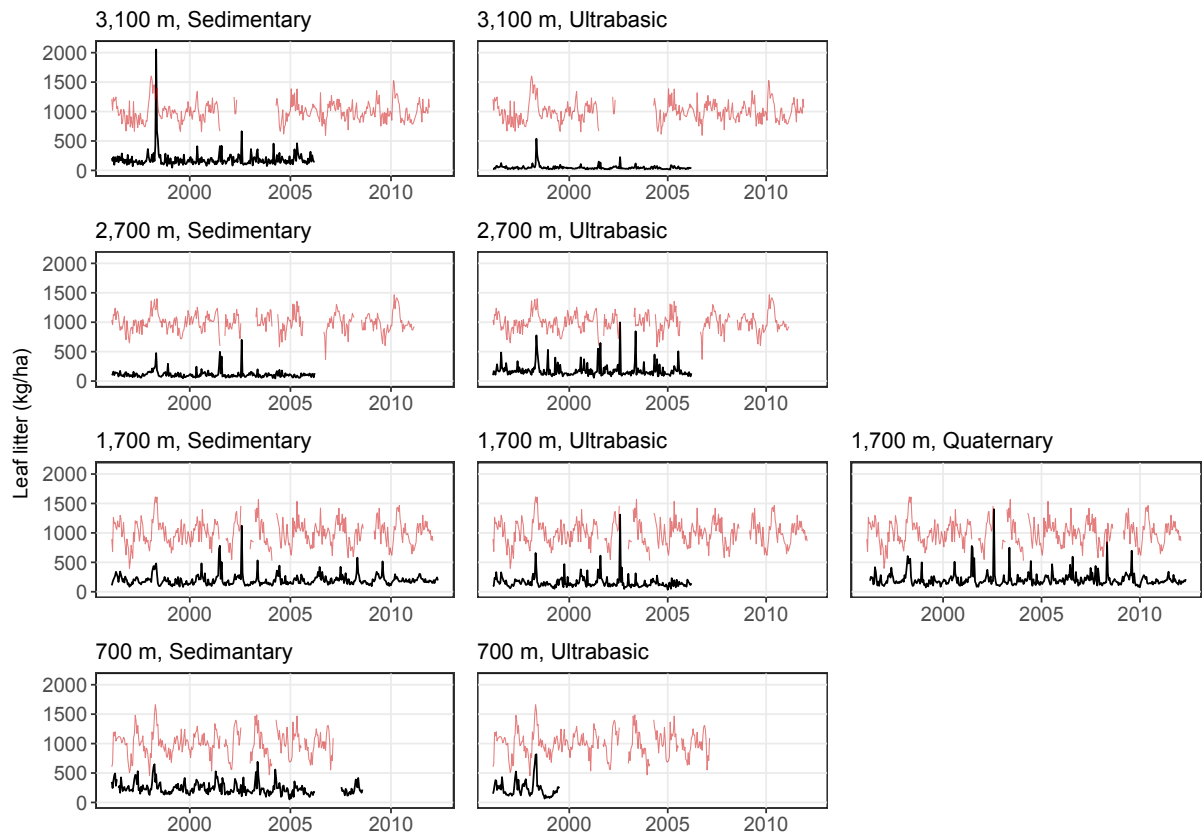 3,100 m, Sedimentary 3,100 m, Ultrabasic
2000
1500
1000
500
0
2000 2005 2010 2000 2005 2010
2,700 m, Sedimentary 2,700 m, Ultrabasic
2000
1500
1000
500
0
2000 2005 2010 2000 2005 2010
Leaf litter (kg/ha)
1,700 m, Sedimentary 1,700 m, Ultrabasic 1,700 m, Quaternary
2000
1500
1000
500
0
2000 2005 2010 2000 2005 2010 2000 2005 2010
700 m, Sedimantary 700 m, Ultrabasic
2000
1500
1000
500
0
2000 2005 2010 2000 2005 2010